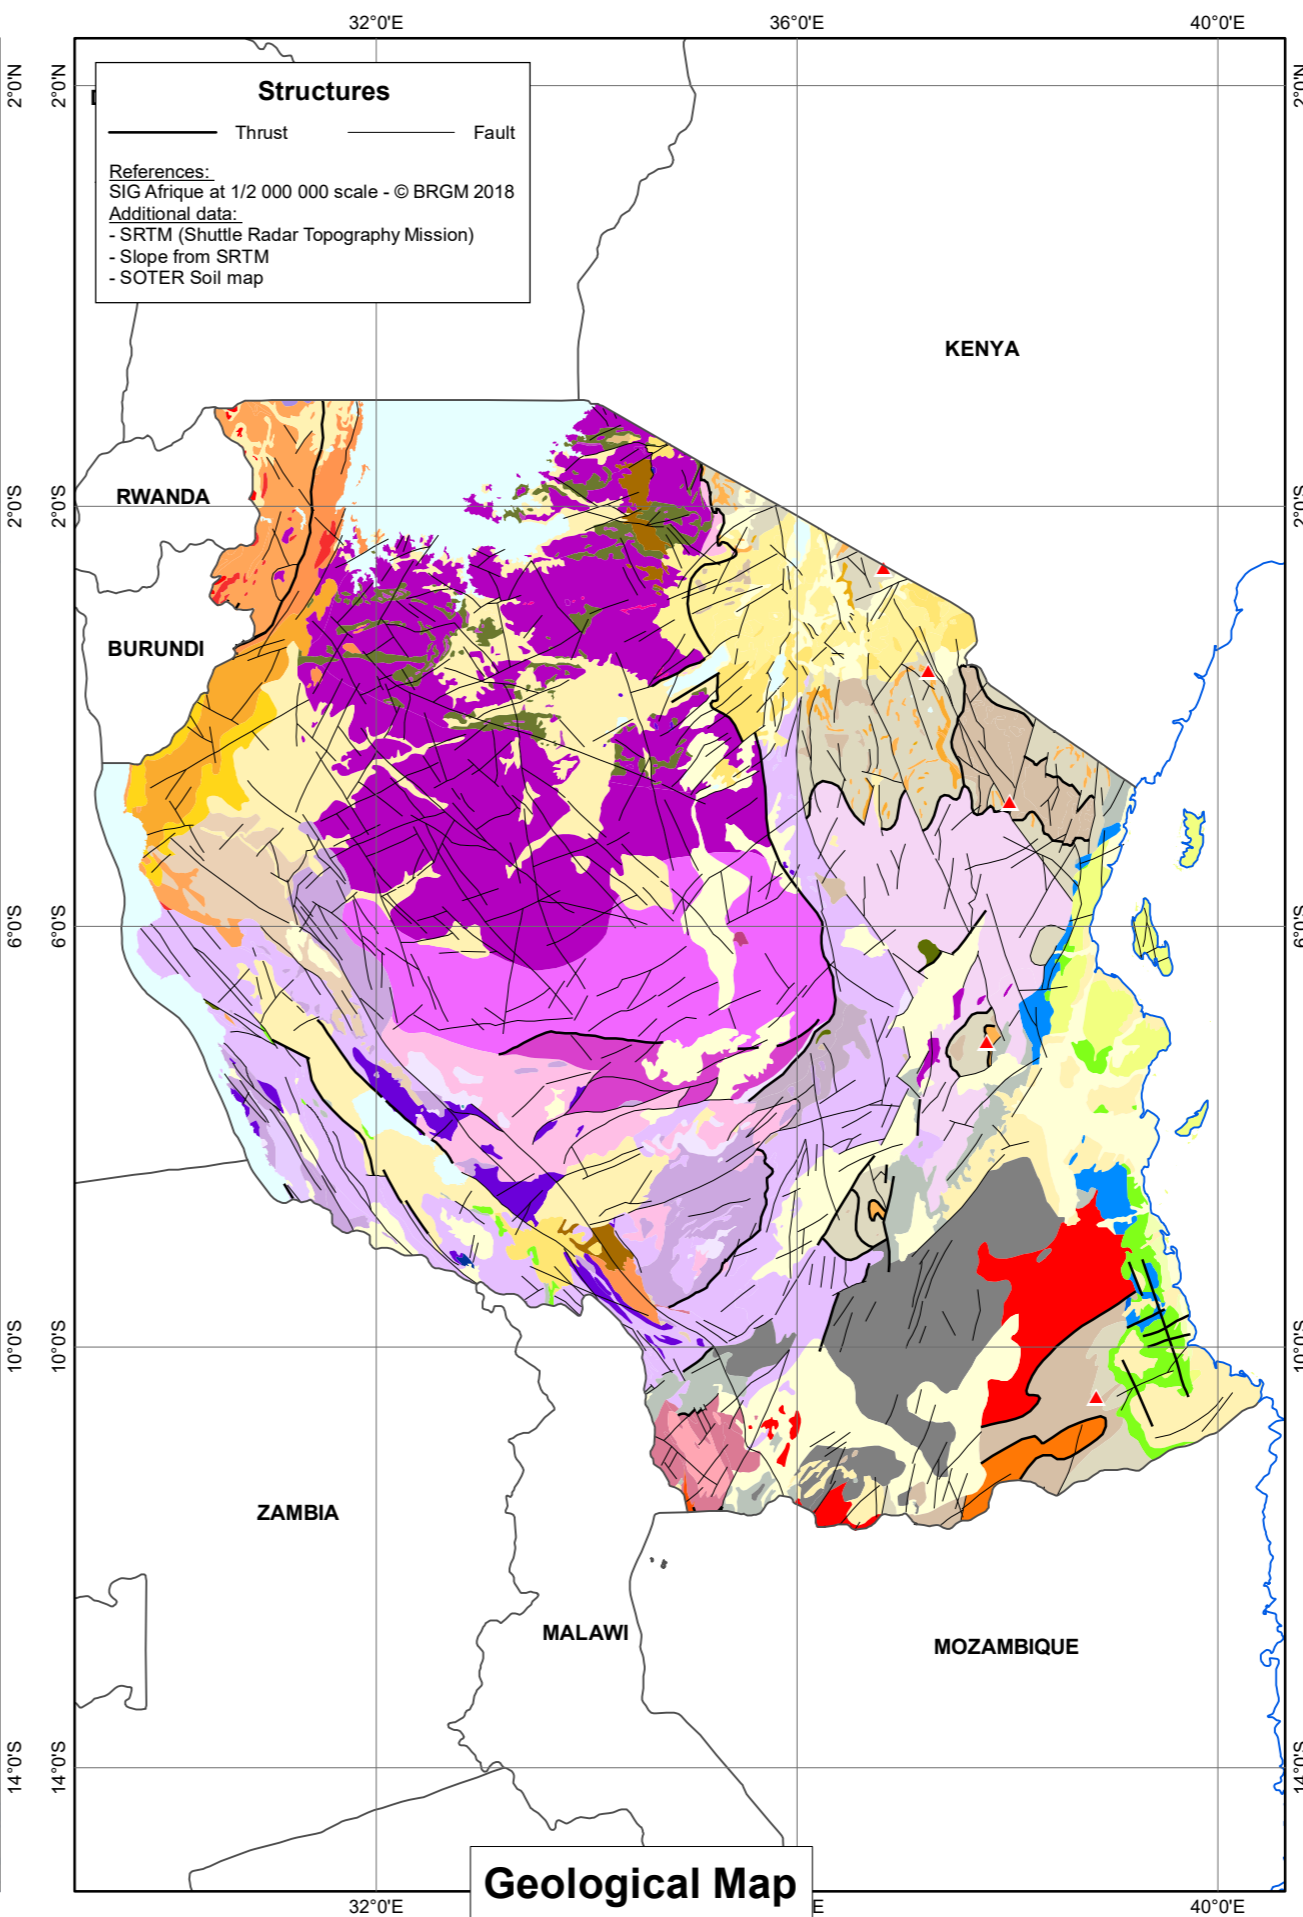 32°0'E 36°0'E 40°0'E
2°0'N 2°0'N 2°0'N
Structures
Thrust Fault
References:
SIG Afrique at 1/2 000 000 scale - © BRGM 2018
Additional data:
- SRTM (Shuttle Radar Topography Mission)
- Slope from SRTM
- SOTER Soil map
KENYA
RWANDA
2°0'S 2°0'S 2°0'S
BURUNDI
6°0'S 6°0'S 6°0'S
10°0'S 10°0'S 10°0'S
ZAMBIA
MALAWI
MOZAMBIQUE
14°0'S 14°0'S 14°0'S
Geological Map
32°0'E E 40°0'E